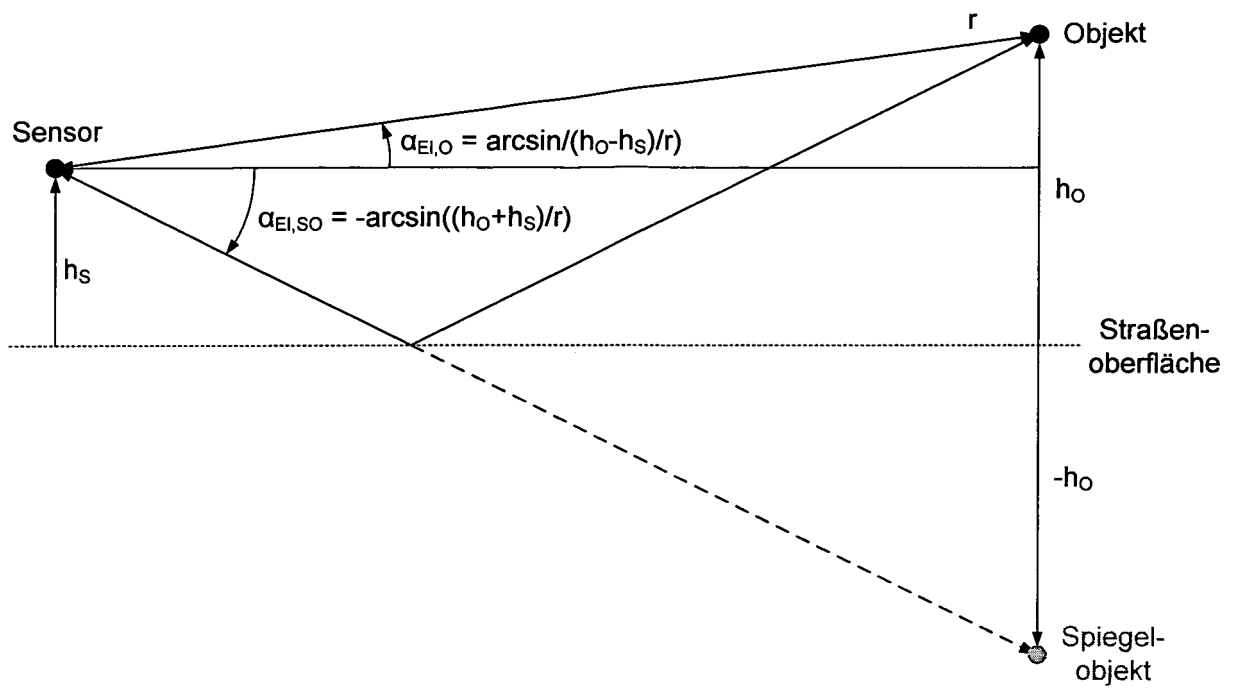 r
Objekt
Sensor
α_El,O = arcsin/(h_O-h_S)/r)
h_O
α_El,SO = -arcsin((h_O+h_S)/r)
h_S
Straßen-
oberfläche
-h_O
Spiegel-
objekt